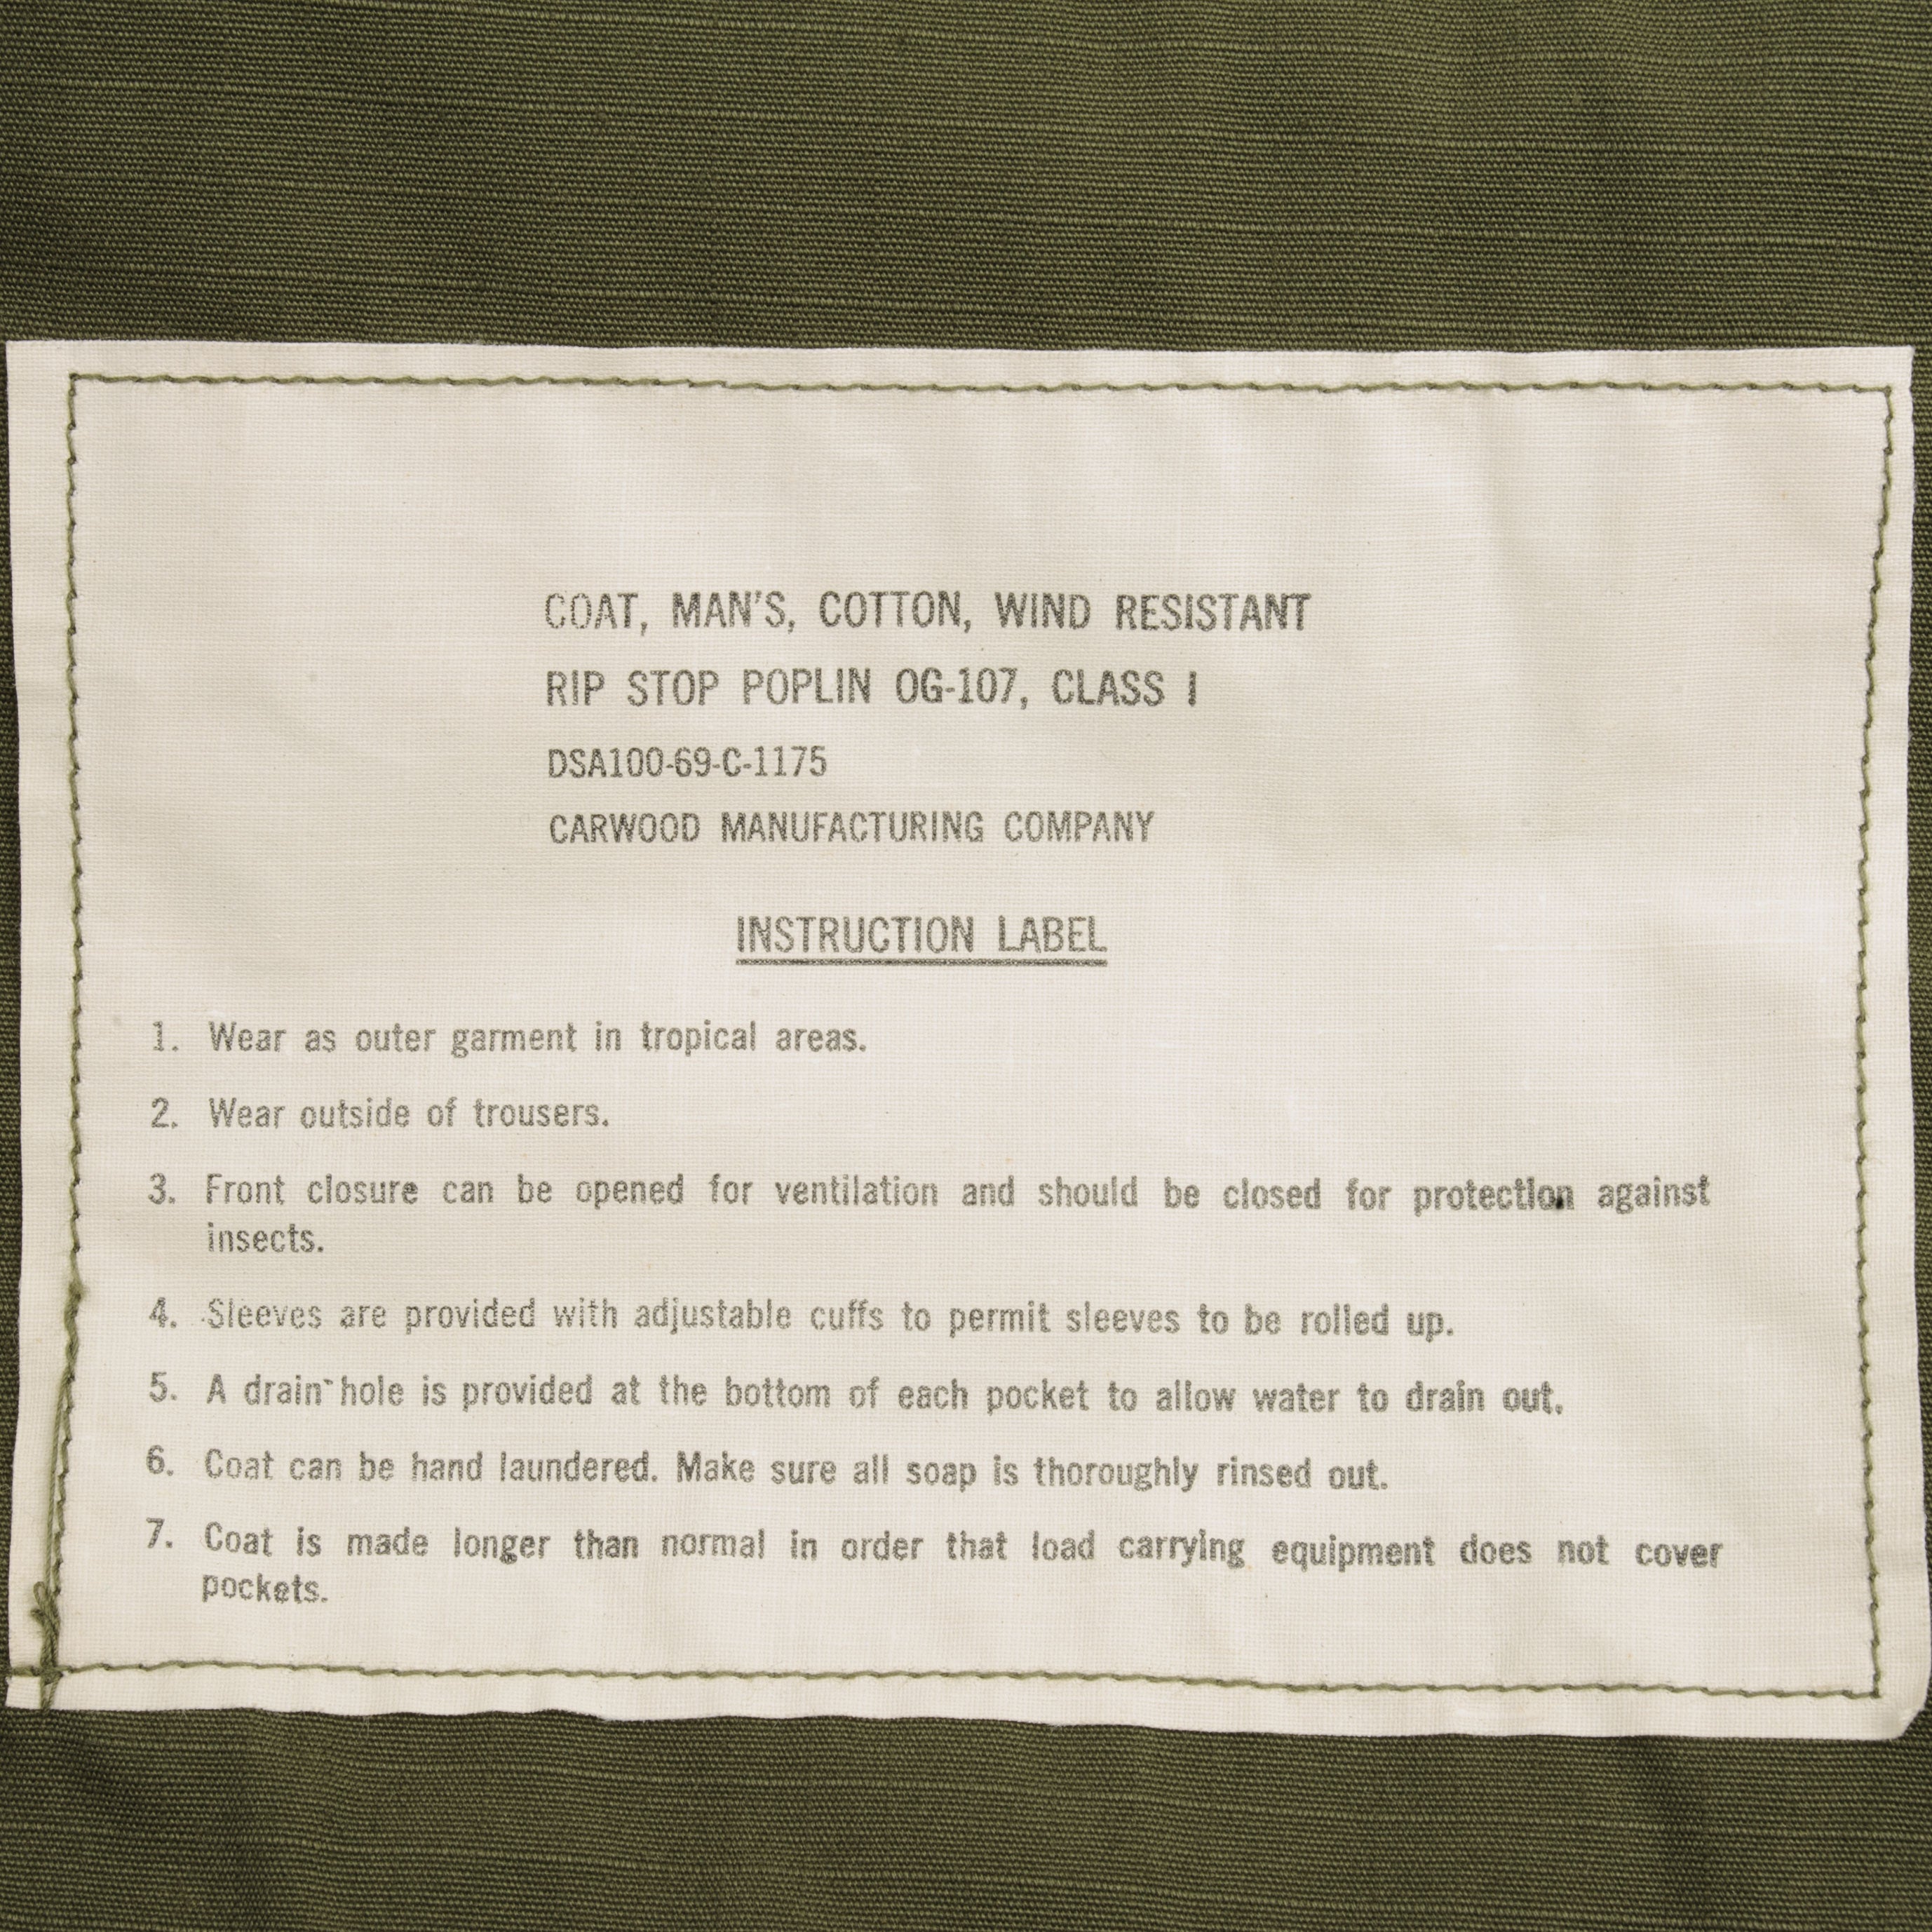 COAT, MAN'S, COTTON, WIND RESISTANT
RIP STOP POPLIN OG-107, CLASS I
DSA100-69-C-1175
CARWOOD MANUFACTURING COMPANY
INSTRUCTION LABEL
1. Wear as outer garment in tropical areas.
2. Wear outside of trousers.
3. Front closure can be opened for ventilation and should be closed for protection against
insects.
4. Sleeves are provided with adjustable cuffs to permit sleeves to be rolled up.
5. A drain hole is provided at the bottom of each pocket to allow water to drain out.
6. Coat can be hand laundered. Make sure all soap is thoroughly rinsed out.
7. Coat is made longer than normal in order that load carrying equipment does not cover
pockets.